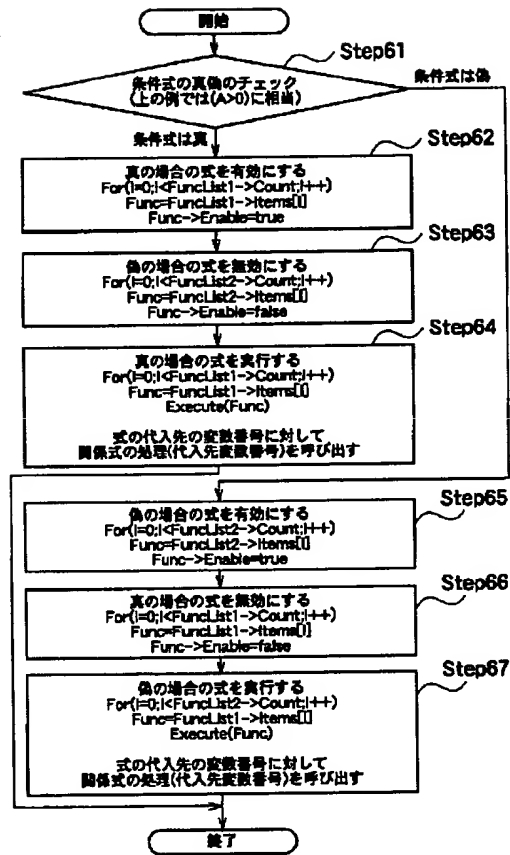 開始
Step61
条件式の真偽のチェック
(上の例では(A>0)に相当)
条件式は偽
条件式は真
Step62
真の場合の式を有効にする
For(i=0;i<FuncList1->Count;i++)
Func=FuncList1->Items[i]
Func->Enable=true
Step63
偽の場合の式を無効にする
For(i=0;i<FuncList2->Count;i++)
Func=FuncList2->Items[i]
Func->Enable=false
Step64
真の場合の式を実行する
For(i=0;i<FuncList1->Count;i++)
Func=FuncList1->Items[i]
Execute(Func)
式の代入先の変数番号に対して
関係式の処理(代入先変数番号)を呼び出す
Step65
偽の場合の式を有効にする
For(i=0;i<FuncList2->Count;i++)
Func=FuncList2->Items[i]
Func->Enable=true
Step66
真の場合の式を無効にする
For(i=0;i<FuncList1->Count;i++)
Func=FuncList1->Items[i]
Func->Enable=false
Step67
偽の場合の式を実行する
For(i=0;i<FuncList2->Count;i++)
Func=FuncList1->Items[i]
Execute(Func)
式の代入先の変数番号に対して
関係式の処理(代入先変数番号)を呼び出す
終了